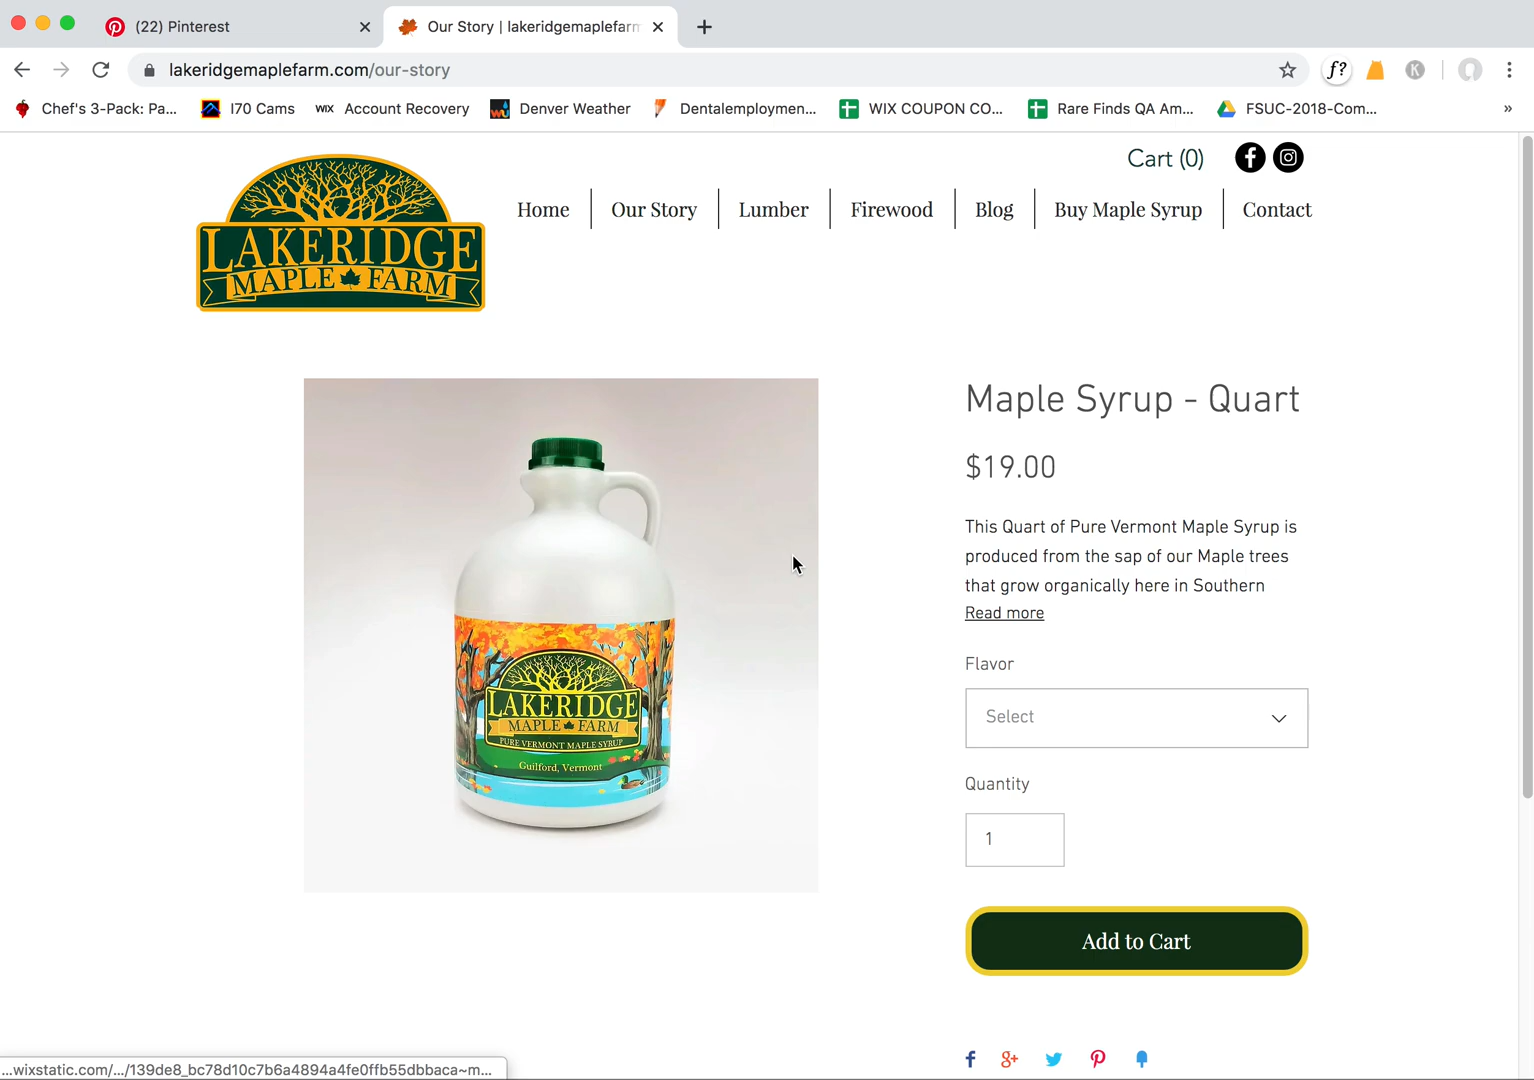 (22) Pinterest
Our Story | lakeridgemaplefarm
lakeridgemaplefarm.com/our-story
f?
K
Chef's 3-Pack: Pa...
I70 Cams
WIX Account Recovery
Denver Weather
Dentalemploymen...
WIX COUPON CO...
Rare Finds QA Am...
FSUC-2018-Com...
»
LAKERIDGE
MAPLE FARM
Cart (0)
Home
Our Story
Lumber
Firewood
Blog
Buy Maple Syrup
Contact
LAKERIDGE
MAPLE FARM
PURE VERMONT MAPLE SYRUP
Guilford, Vermont
Maple Syrup - Quart
$19.00
This Quart of Pure Vermont Maple Syrup is
produced from the sap of our Maple trees
that grow organically here in Southern
Read more
Flavor
Select
Quantity
1
Add to Cart
...wixstatic.com/.../139de8_bc78d10c7b6a4894a4fe0ffb55dbbaca~m...